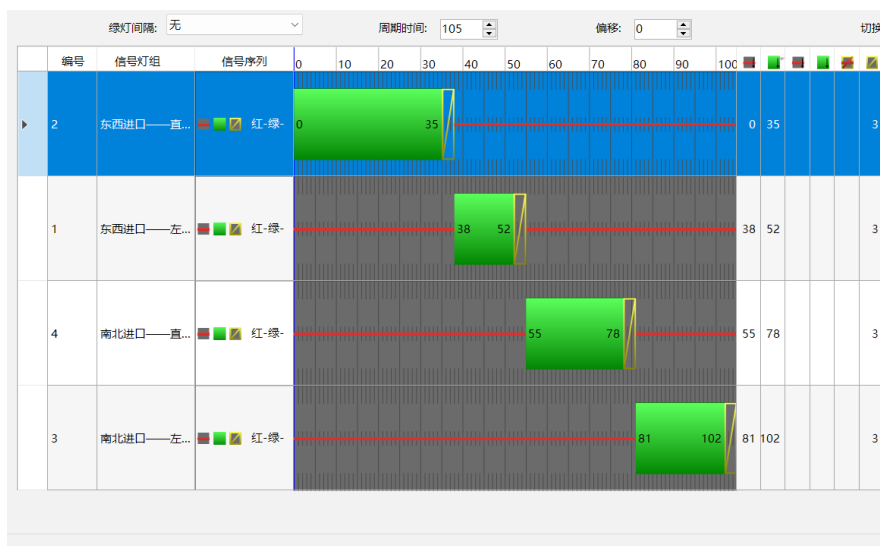 绿灯间隔: 无 周期时间: 105 偏移: 0 切换
编号 信号灯组 信号序列 0 10 20 30 40 50 60 70 80 90 100
2 东西进口——直... 红-绿- 0 35 0 35 3
1 东西进口——左... 红-绿- 38 52 38 52 3
4 南北进口——直... 红-绿- 55 78 55 78 3
3 南北进口——左... 红-绿- 81 102 81 102 3